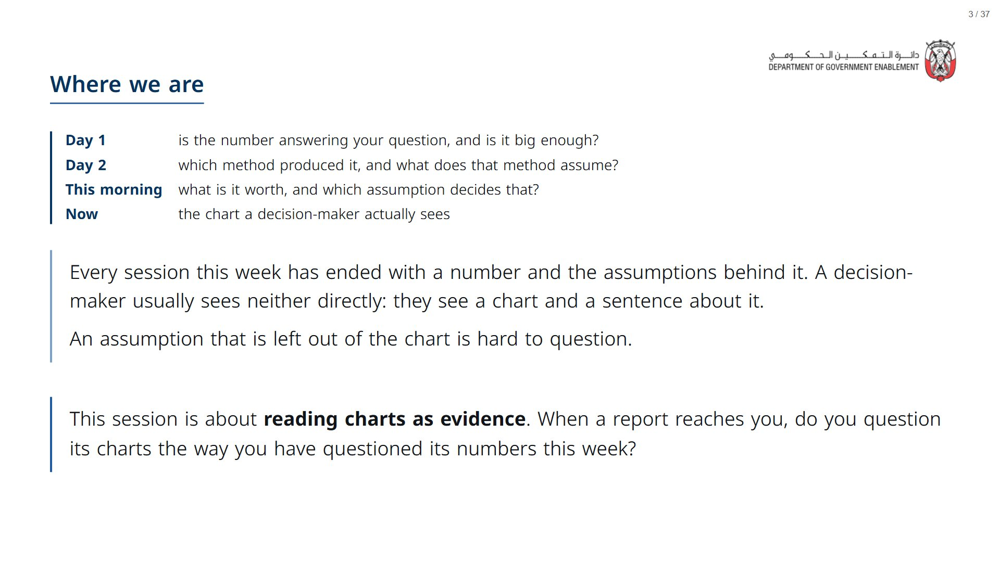 3 / 37
دائرة التمكين الحكومي
DEPARTMENT OF GOVERNMENT ENABLEMENT
Where we are
Day 1 is the number answering your question, and is it big enough?
Day 2 which method produced it, and what does that method assume?
This morning what is it worth, and which assumption decides that?
Now the chart a decision-maker actually sees
Every session this week has ended with a number and the assumptions behind it. A decision-
maker usually sees neither directly: they see a chart and a sentence about it.
An assumption that is left out of the chart is hard to question.
This session is about reading charts as evidence. When a report reaches you, do you question
its charts the way you have questioned its numbers this week?